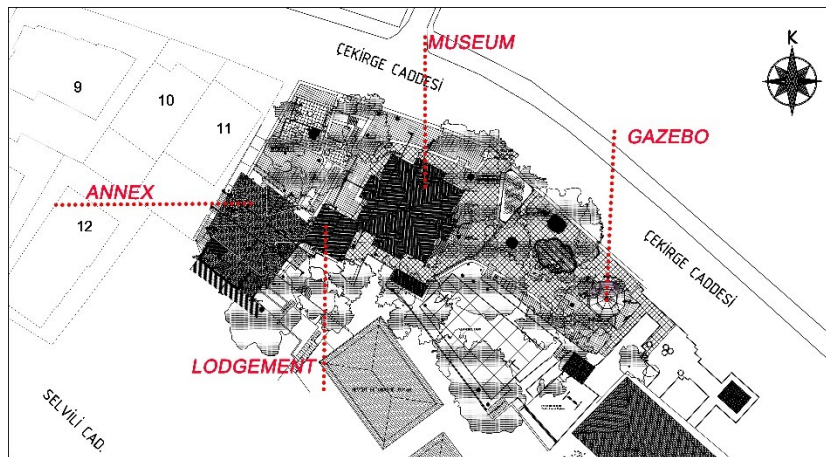 MUSEUM
K
ÇEKİRGE CADDESİ
9
10
11
GAZEBO
ANNEX
12
ÇEKİRGE CADDESİ
LODGEMENT
SELVİLİ CAD.